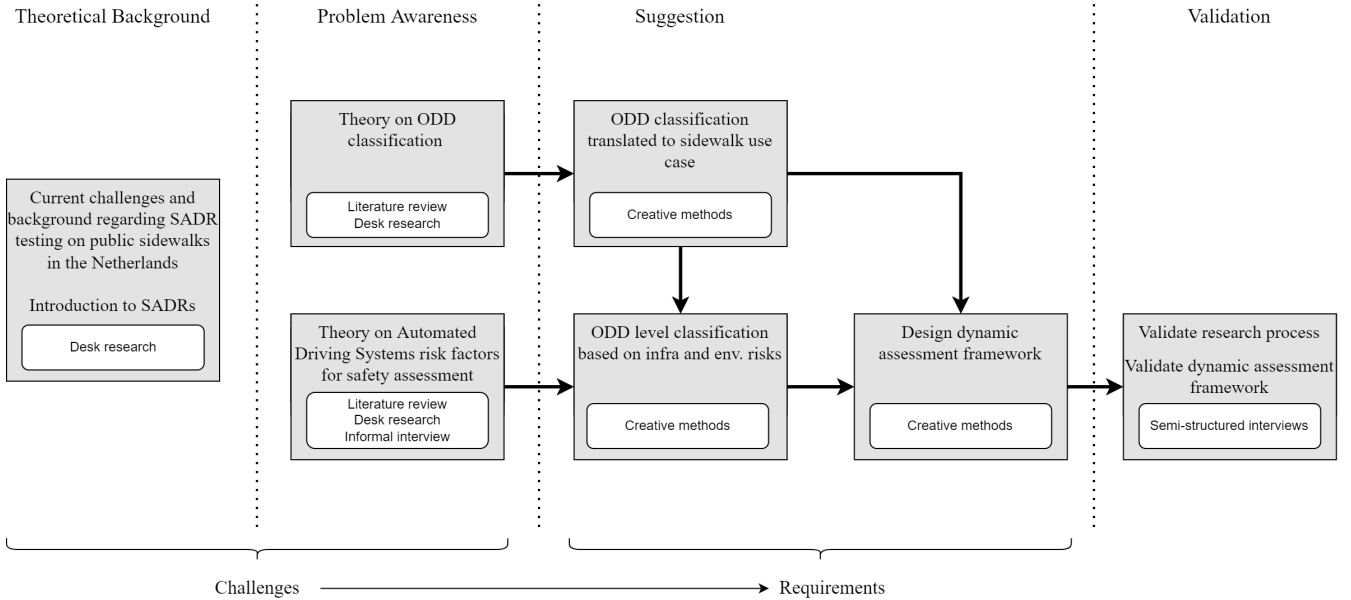 Theoretical Background
Problem Awareness
Suggestion
Validation
Current challenges and
background regarding SADR
testing on public sidewalks
in the Netherlands
Introduction to SADRs
Desk research
Theory on ODD
classification
Literature review
Desk research
Theory on Automated
Driving Systems risk factors
for safety assessment
Literature review
Desk research
Informal interview
ODD classification
translated to sidewalk use
case
Creative methods
ODD level classification
based on infra and env. risks
Creative methods
Design dynamic
assessment framework
Creative methods
Validate research process
Validate dynamic assessment
framework
Semi-structured interviews
Challenges
Requirements